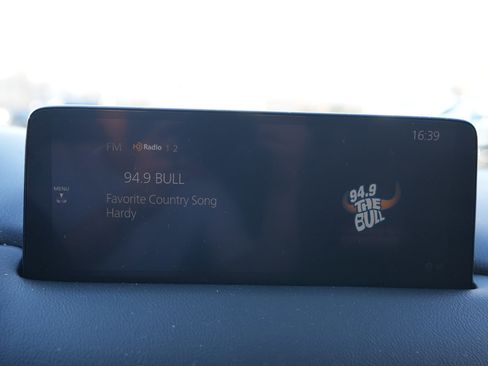 16:39
FM HD Radio 1 2
94.9 BULL
MENU
Favorite Country Song
Hardy
94.9
THE
BULL